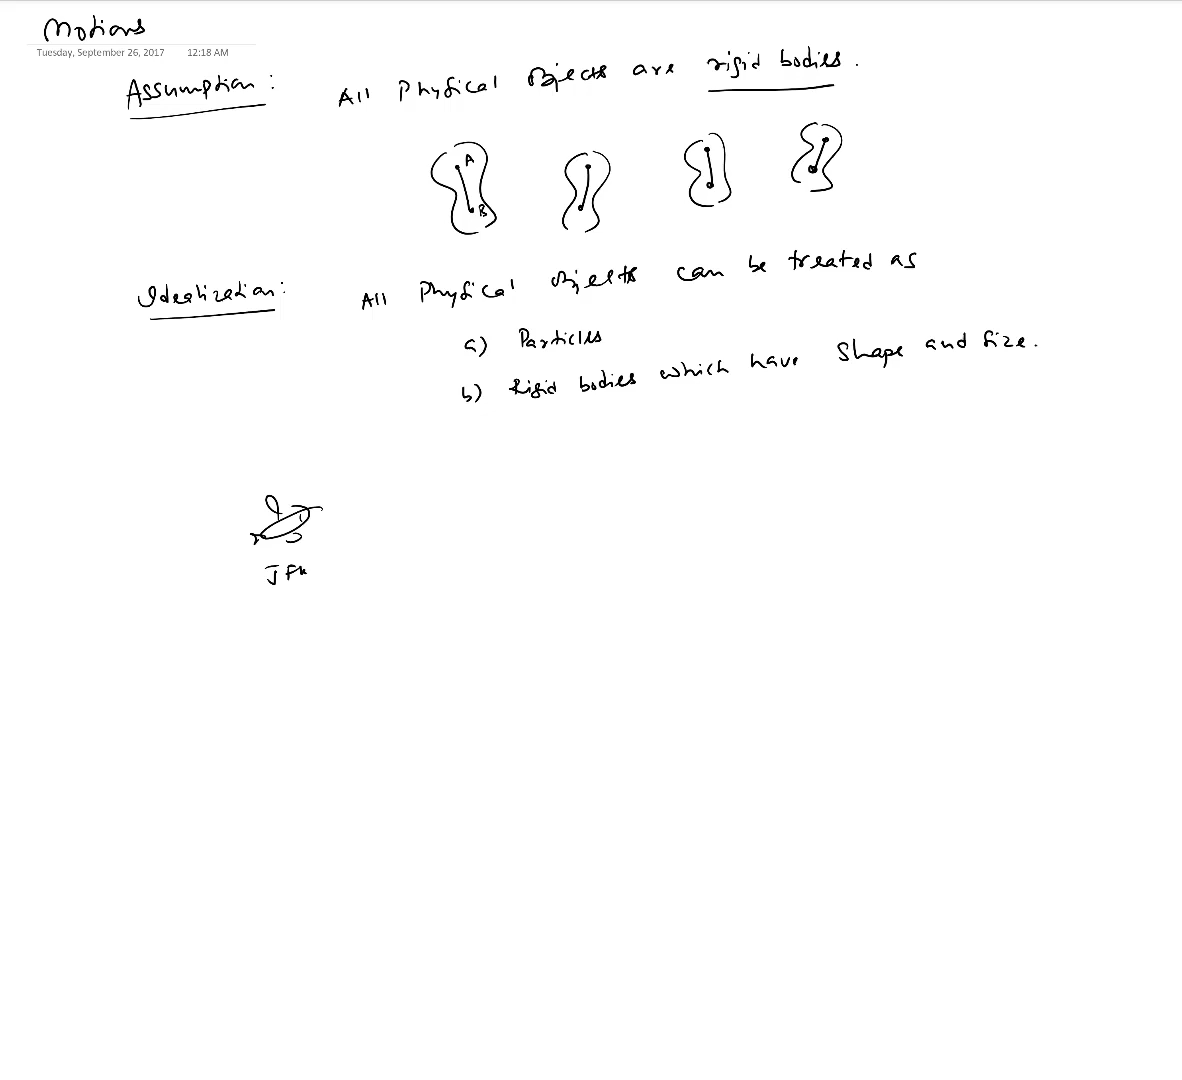 Motions
Tuesday, September 26, 2017 12:18 AM
Assumption: All Physical Objects are rigid bodies.
A
B
Idealization: All Physical Objects can be treated as
a) Particles
b) Rigid bodies which have Shape and Size.
JFK